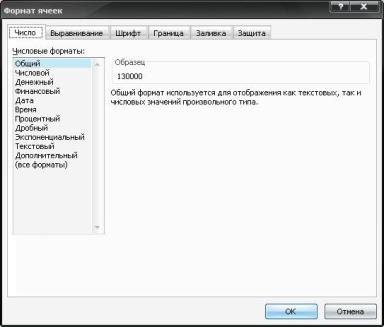 Формат ячеек
Число Выравнивание Шрифт Граница Заливка Защита
Числовые форматы:
Общий
Числовой
Денежный
Финансовый
Дата
Время
Процентный
Дробный
Экспоненциальный
Текстовый
Дополнительный
(все форматы)
Образец
130000
Общий формат используется для отображения как текстовых, так и
числовых значений произвольного типа.
ОК Отмена